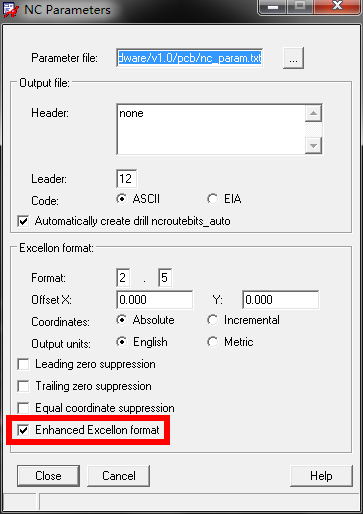 NC Parameters
Parameter file: dware/v1.0/pcb/nc_param.txt ...
Output file:
Header: none
Leader: 12
Code: ASCII EIA
Automatically create drill ncroutebits_auto
Excellon format:
Format: 2 . 5
Offset X: 0.000 Y: 0.000
Coordinates: Absolute Incremental
Output units: English Metric
Leading zero suppression
Trailing zero suppression
Equal coordinate suppression
Enhanced Excellon format
Close Cancel Help